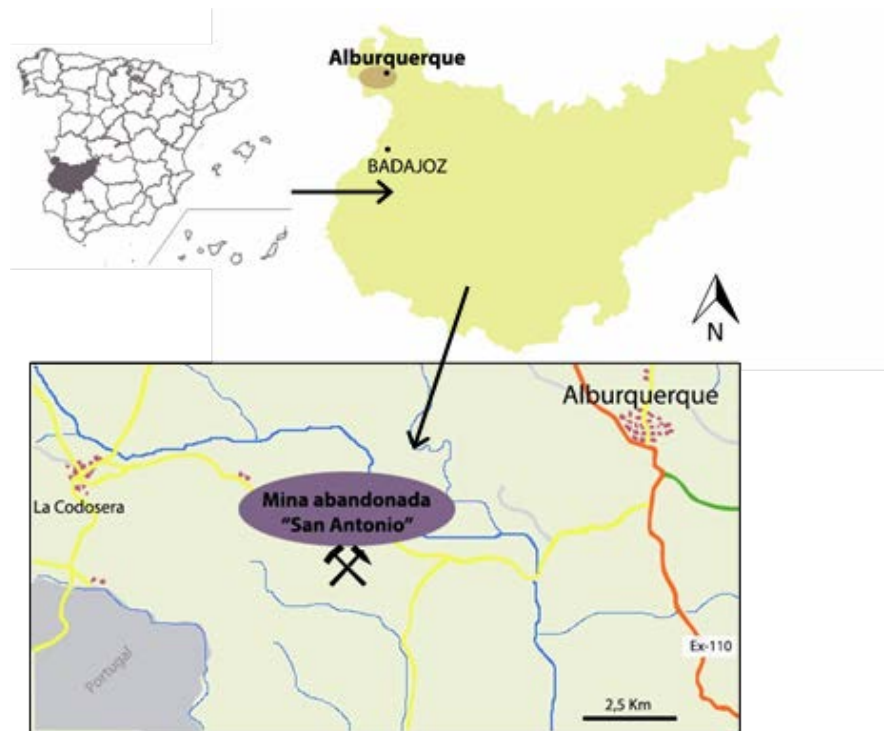 Alburquerque
BADAJOZ
N
Alburquerque
La Codosera
Mina abandonada
"San Antonio"
Portugal
Ex-110
2,5 Km